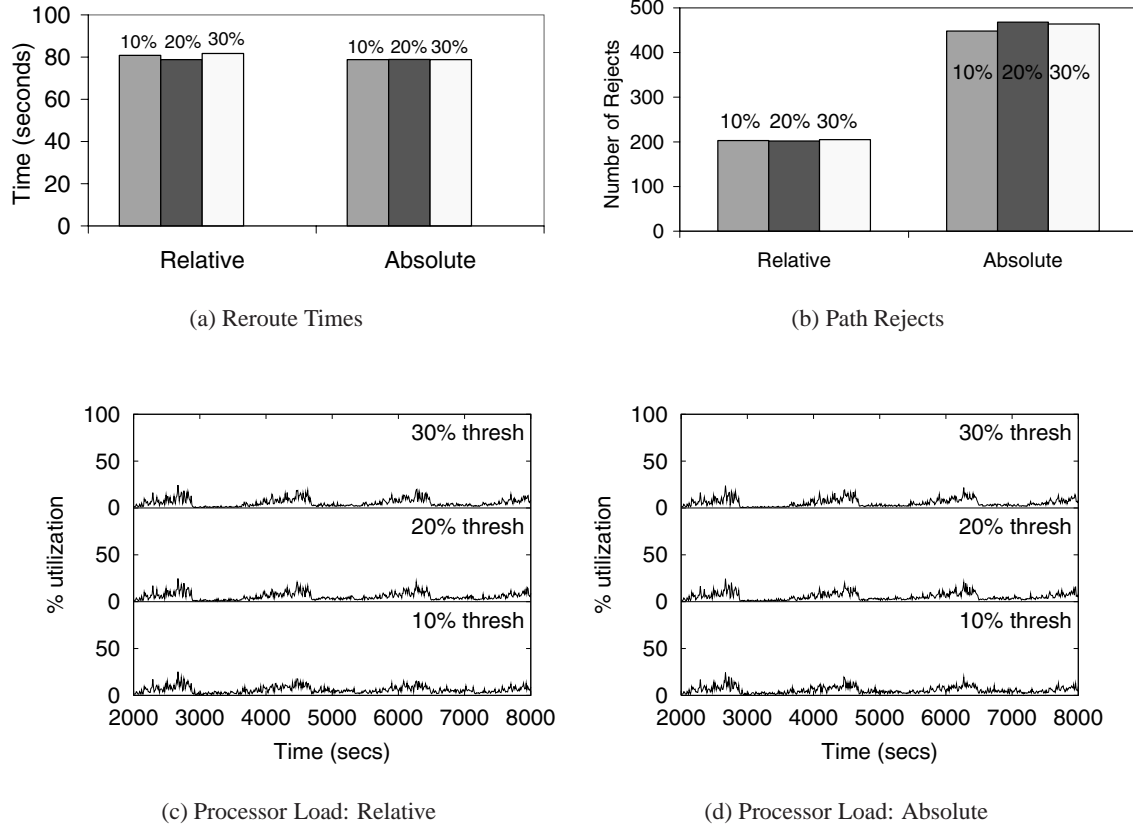 100
80
60
40
20
0
Time (seconds)
10% 20% 30%
10% 20% 30%
Relative Absolute
(a) Reroute Times
500
400
300
200
100
0
Number of Rejects
10% 20% 30%
10% 20% 30%
Relative Absolute
(b) Path Rejects
100
50
0
50
0
50
0
% utilization
30% thresh
20% thresh
10% thresh
2000 3000 4000 5000 6000 7000 8000
Time (secs)
(c) Processor Load: Relative
100
50
0
50
0
50
0
% utilization
30% thresh
20% thresh
10% thresh
2000 3000 4000 5000 6000 7000 8000
Time (secs)
(d) Processor Load: Absolute